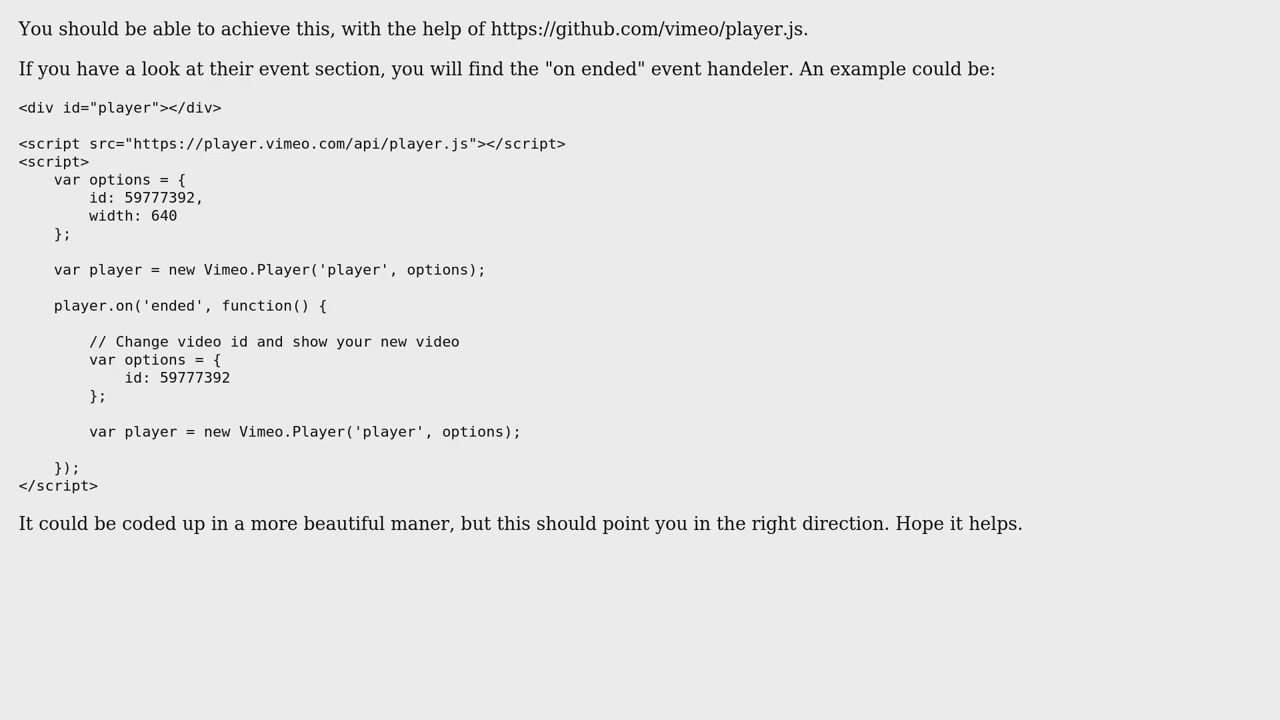 You should be able to achieve this, with the help of https://github.com/vimeo/player.js.
If you have a look at their event section, you will find the "on ended" event handeler. An example could be:
<div id="player"></div>
<script src="https://player.vimeo.com/api/player.js"></script>
<script>
    var options = {
        id: 59777392,
        width: 640
    };
    var player = new Vimeo.Player('player', options);
    player.on('ended', function() {
        // Change video id and show your new video
        var options = {
            id: 59777392
        };
        var player = new Vimeo.Player('player', options);
    });
</script>
It could be coded up in a more beautiful maner, but this should point you in the right direction. Hope it helps.